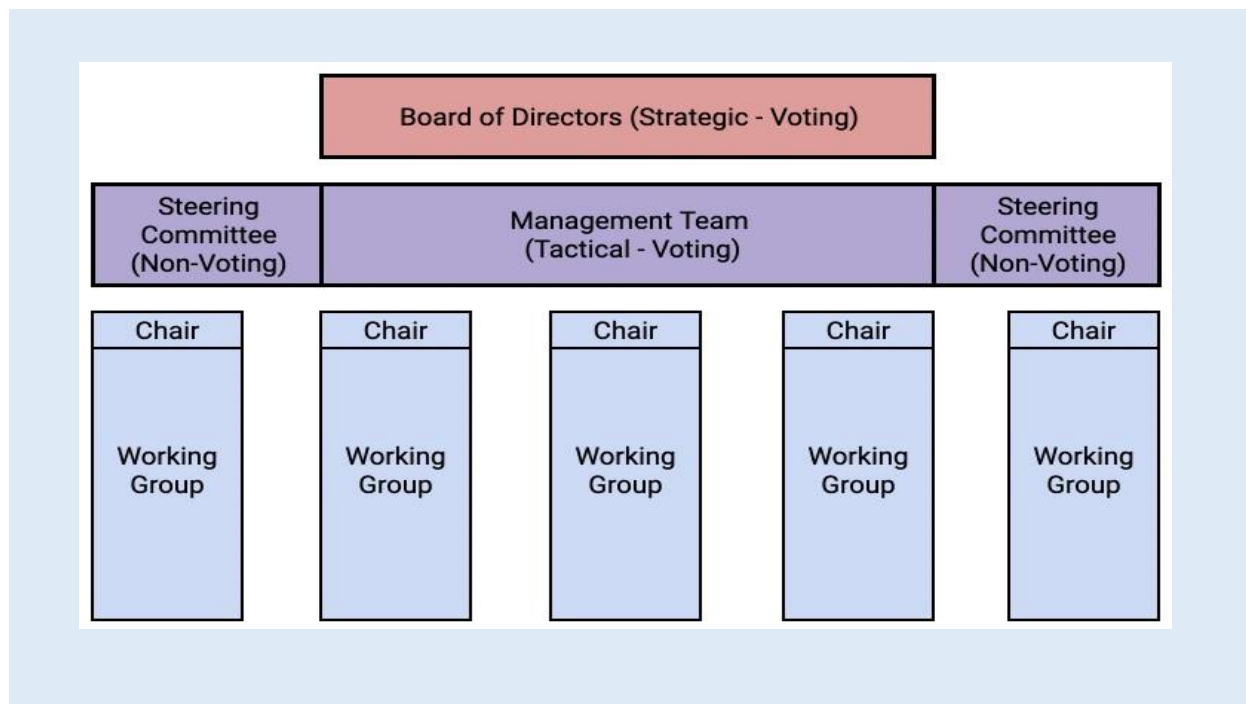 Board of Directors (Strategic - Voting)
Steering
Committee
(Non-Voting)
Management Team
(Tactical - Voting)
Steering
Committee
(Non-Voting)
Chair
Chair
Chair
Chair
Chair
Working
Group
Working
Group
Working
Group
Working
Group
Working
Group